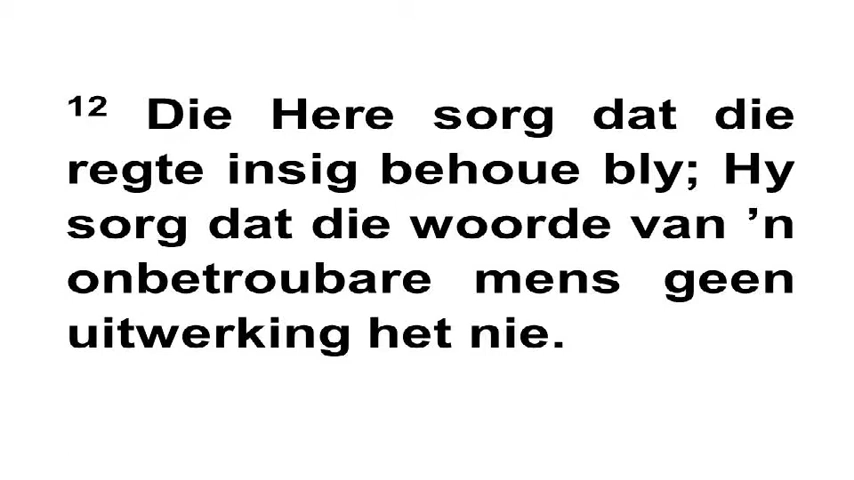 12 Die Here sorg dat die
regte insig behoue bly; Hy
sorg dat die woorde van ’n
onbetroubare mens geen
uitwerking het nie.